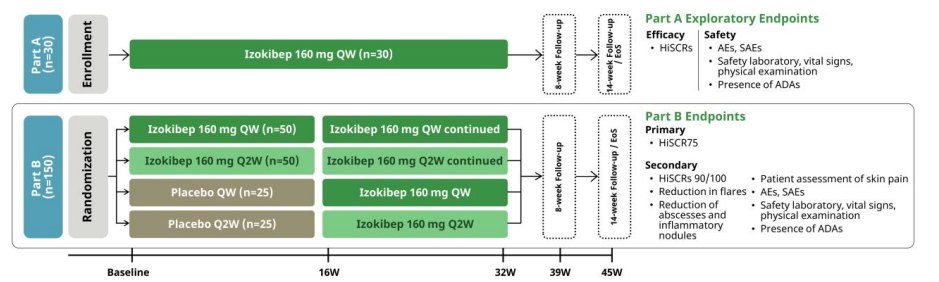 Part A
(n=30)
Enrollment
Izokibep 160 mg QW (n=30)
8-week Follow-up
14-week Follow-up
/ EoS
Part A Exploratory Endpoints
Efficacy
• HiSCRs
Safety
• AEs, SAEs
• Safety laboratory, vital signs,
physical examination
• Presence of ADAs
Part B
(n=150)
Randomization
Izokibep 160 mg QW (n=50)
Izokibep 160 mg QW continued
Izokibep 160 mg Q2W (n=50)
Izokibep 160 mg Q2W continued
Placebo QW (n=25)
Izokibep 160 mg QW
Placebo Q2W (n=25)
Izokibep 160 mg Q2W
8-week Follow-up
14-week Follow-up / EoS
Part B Endpoints
Primary
• HiSCR75
Secondary
• HiSCRs 90/100
• Reduction in flares
• Reduction of
abscesses and
inflammatory
nodules
• Patient assessment of skin pain
• AEs, SAEs
• Safety laboratory, vital signs,
physical examination
• Presence of ADAs
Baseline
16W
32W
39W
45W